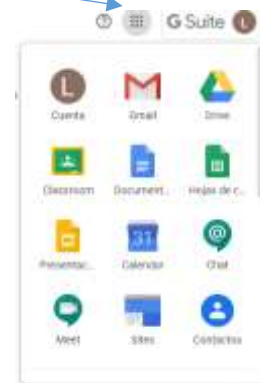 G Suite L
L
Cuenta Gmail Drive
Classroom Document... Hojas de c...
31
Presentac... Calendar Chat
Meet Sites Contactos